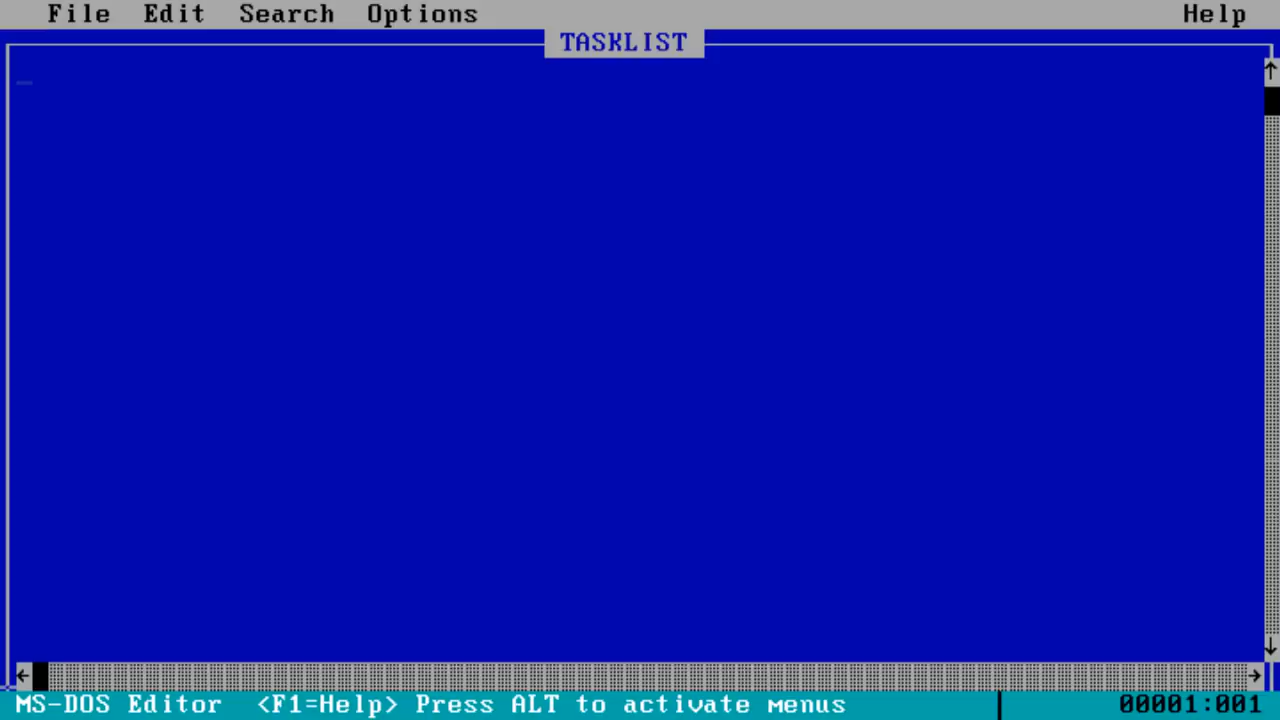 File Edit Search Options Help
TASKLIST
MS-DOS Editor <F1=Help> Press ALT to activate menus 00001:001